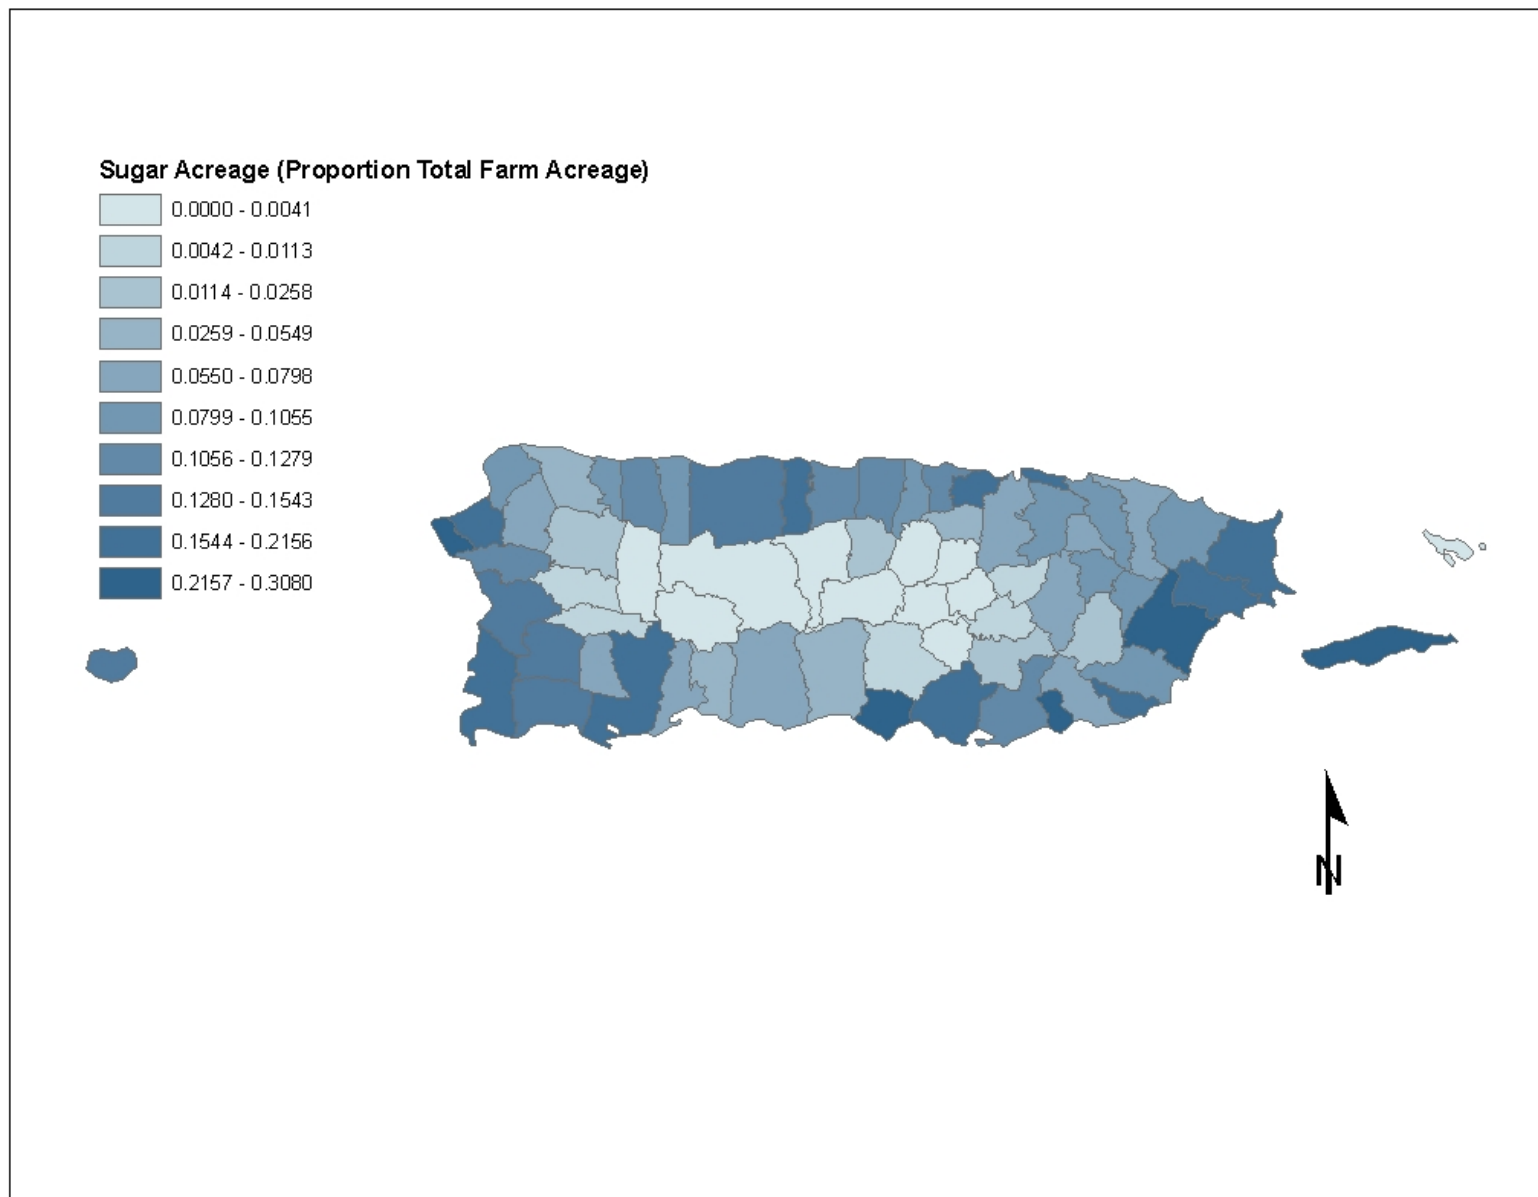 Sugar Acreage (Proportion Total Farm Acreage)
0.0000 - 0.0041
0.0042 - 0.0113
0.0114 - 0.0258
0.0259 - 0.0549
0.0550 - 0.0798
0.0799 - 0.1055
0.1056 - 0.1279
0.1280 - 0.1543
0.1544 - 0.2156
0.2157 - 0.3080
N